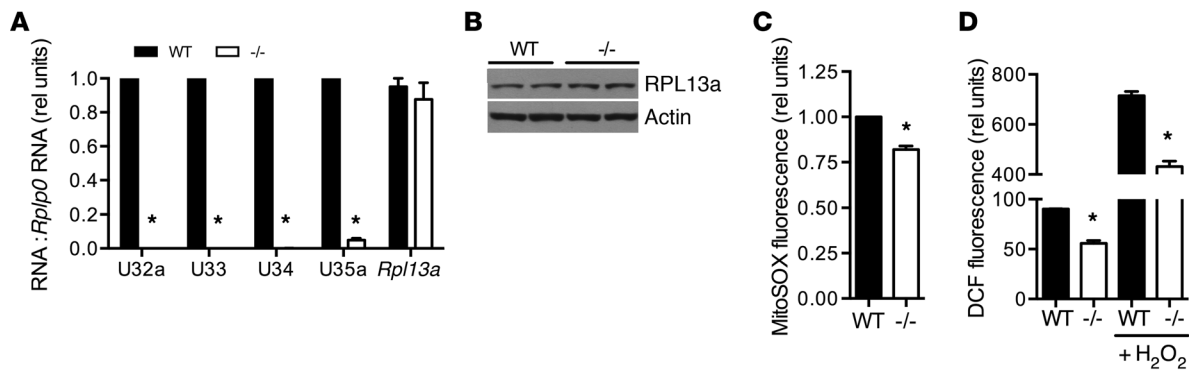 A
WT
-/-
RNA:Rplp0 RNA (rel units)
1.0
0.8
0.6
0.4
0.2
0.0
*
*
*
*
U32a
U33
U34
U35a
Rpl13a
B
WT
-/-
RPL13a
Actin
C
MitoSOX fluorescence (rel units)
1.25
1.00
0.75
0.50
0.25
0.00
*
WT
-/-
D
DCF fluorescence (rel units)
800
600
400
100
50
0
*
*
WT
-/-
WT
-/-
+ H₂O₂